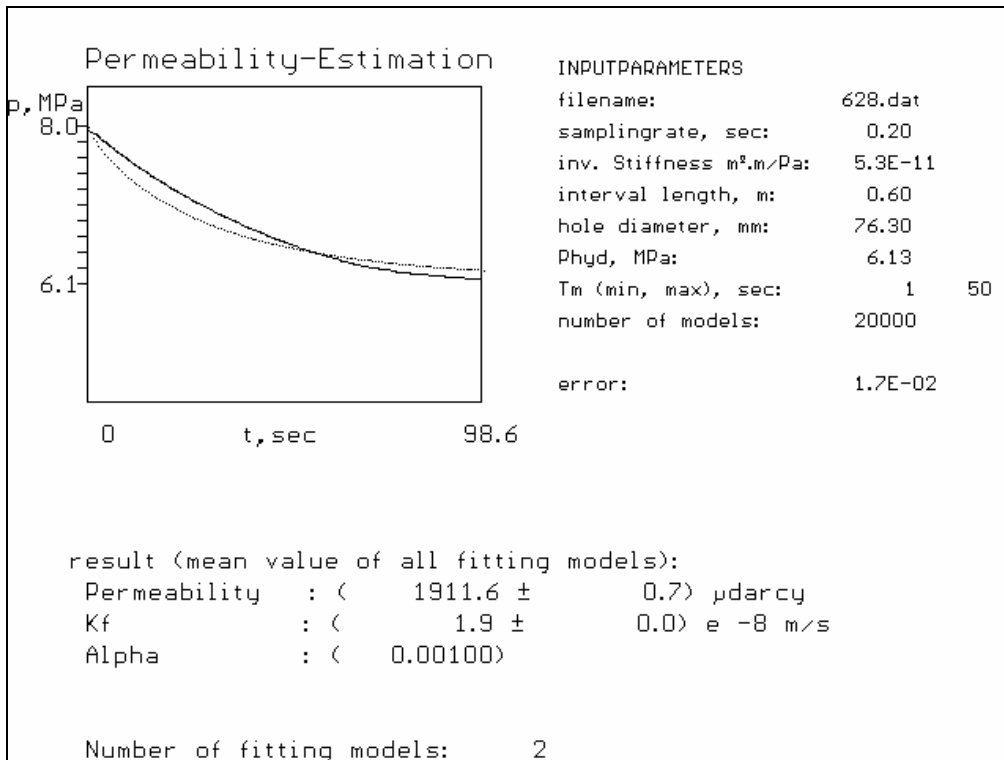 Permeability-Estimation
p,MPa
8.0
6.1
0 t,sec 98.6
INPUTPARAMETERS
filename: 628.dat
samplingrate, sec: 0.20
inv. Stiffness m².m/Pa: 5.3E-11
interval length, m: 0.60
hole diameter, mm: 76.30
Phyd, MPa: 6.13
Tm (min, max), sec: 1 50
number of models: 20000
error: 1.7E-02
result (mean value of all fitting models):
Permeability : ( 1911.6 ± 0.7) µdarcy
Kf : ( 1.9 ± 0.0) e -8 m/s
Alpha : ( 0.00100)
Number of fitting models: 2